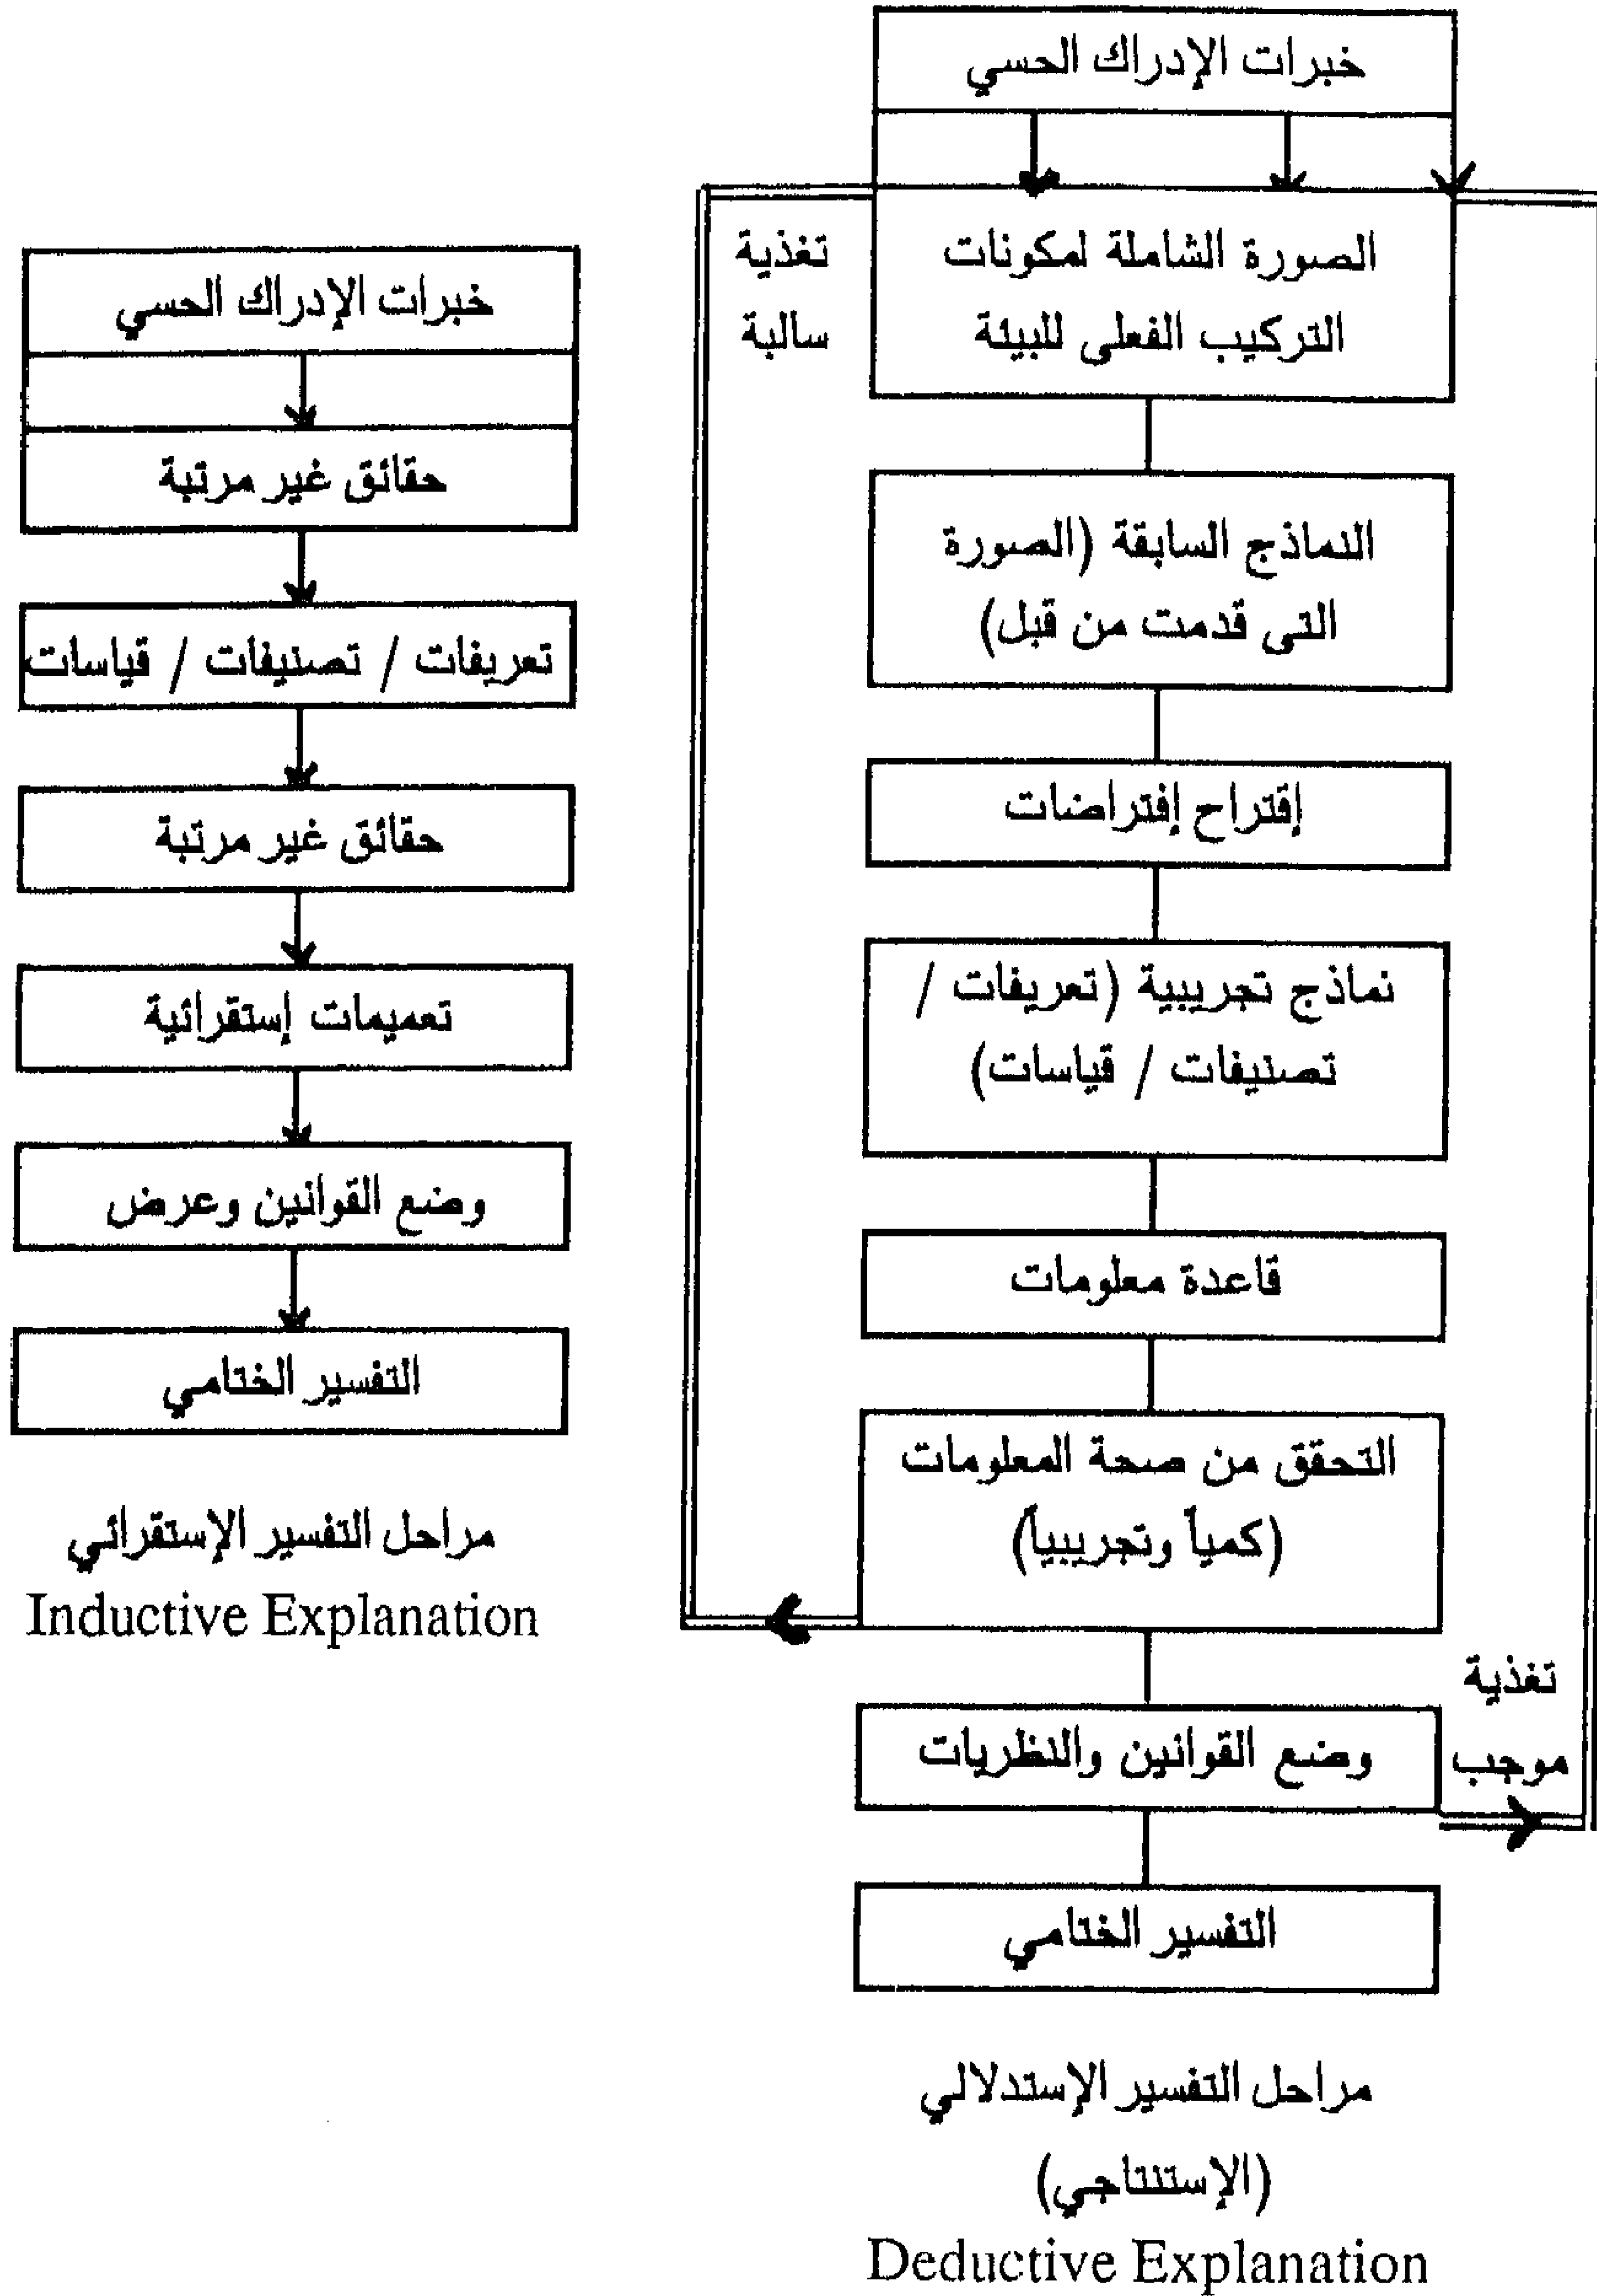 خبرات الإدراك الحسي
الصورة الشاملة لمكونات
التركيب الفعلى للبيئة
تغذية
سالبة
النماذج السابقة (الصورة
التى قدمت من قبل)
إقتراح إفتراضات
نماذج تجريبية (تعريفات /
تصنيفات / قياسات)
قاعدة معلومات
التحقق من صحة المعلومات
(كمياً وتجريبياً)
تغذية
موجب
وضع القوانين والنظريات
التفسير الختامي
مراحل التفسير الإستدلالي
(الإستنتاجي)
Deductive Explanation
خبرات الإدراك الحسي
حقائق غير مرتبة
تعريفات / تصنيفات / قياسات
حقائق غير مرتبة
تعميمات إستقرائية
وضع القوانين وعرض
التفسير الختامي
مراحل التفسير الإستقرائي
Inductive Explanation